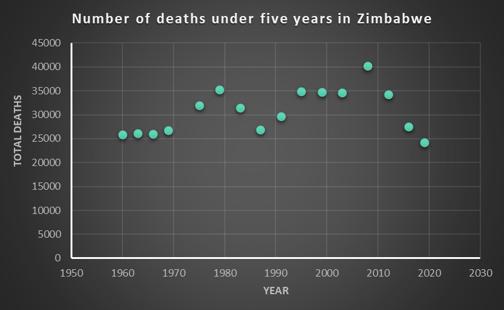 Number of deaths under five years in Zimbabwe
45000
40000
35000
30000
25000
20000
15000
10000
5000
0
TOTAL DEATHS
1950 1960 1970 1980 1990 2000 2010 2020 2030
YEAR